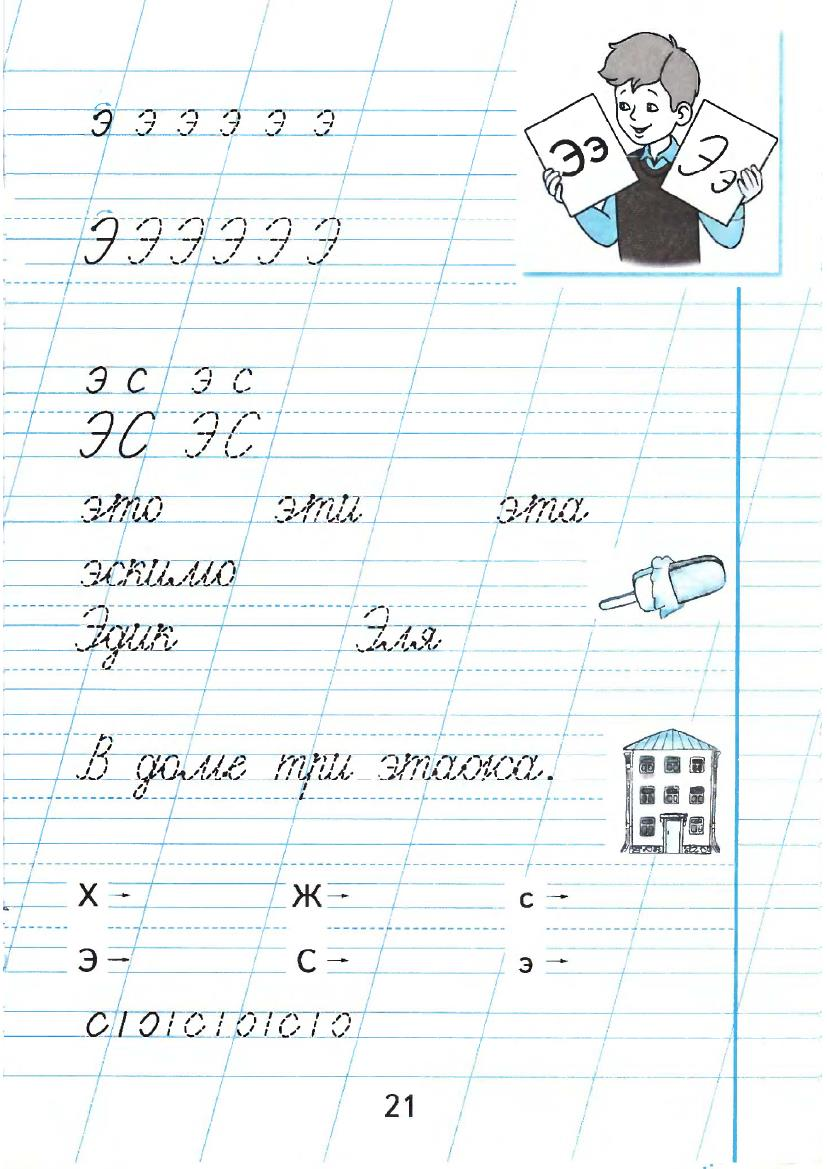 Ээ
Э э
э э э э э э
Э Э Э Э Э Э
э с э с
Э С Э С
это эти эта
эскимо
Эдик Эля
В доме три этажа.
Х → Ж → с →
Э → С → э →
21